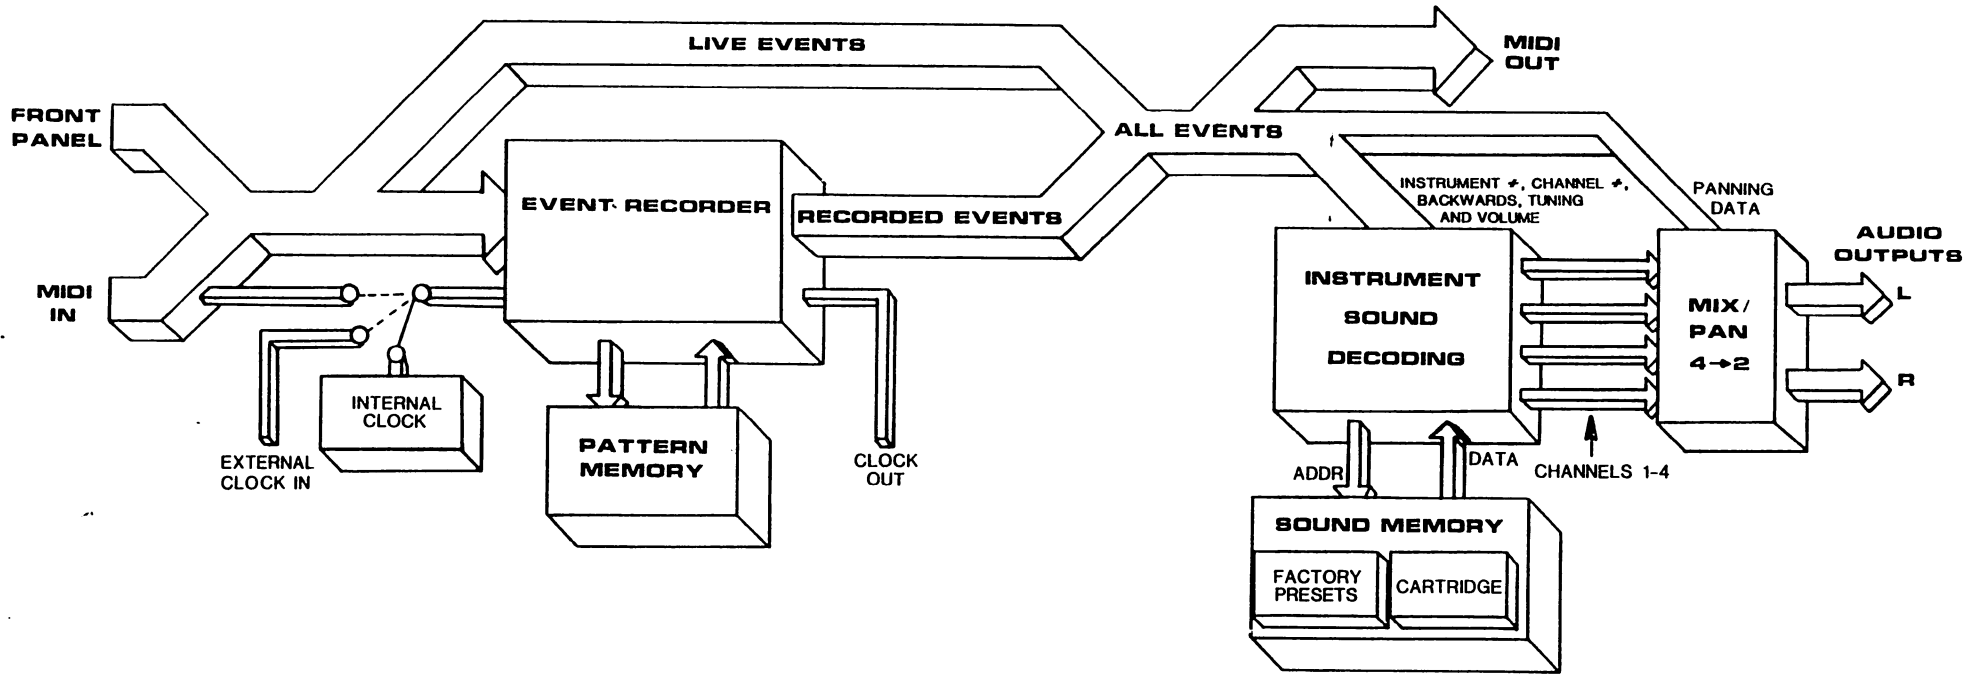 LIVE EVENTS
MIDI
OUT
FRONT
PANEL
ALL EVENTS
EVENT RECORDER
RECORDED EVENTS
INSTRUMENT #, CHANNEL #,
BACKWARDS, TUNING
AND VOLUME
PANNING
DATA
AUDIO
OUTPUTS
MIDI
IN
INSTRUMENT
SOUND
DECODING
MIX/
PAN
4→2
L
R
INTERNAL
CLOCK
EXTERNAL
CLOCK IN
PATTERN
MEMORY
CLOCK
OUT
ADDR
DATA
CHANNELS 1-4
SOUND MEMORY
FACTORY
PRESETS
CARTRIDGE